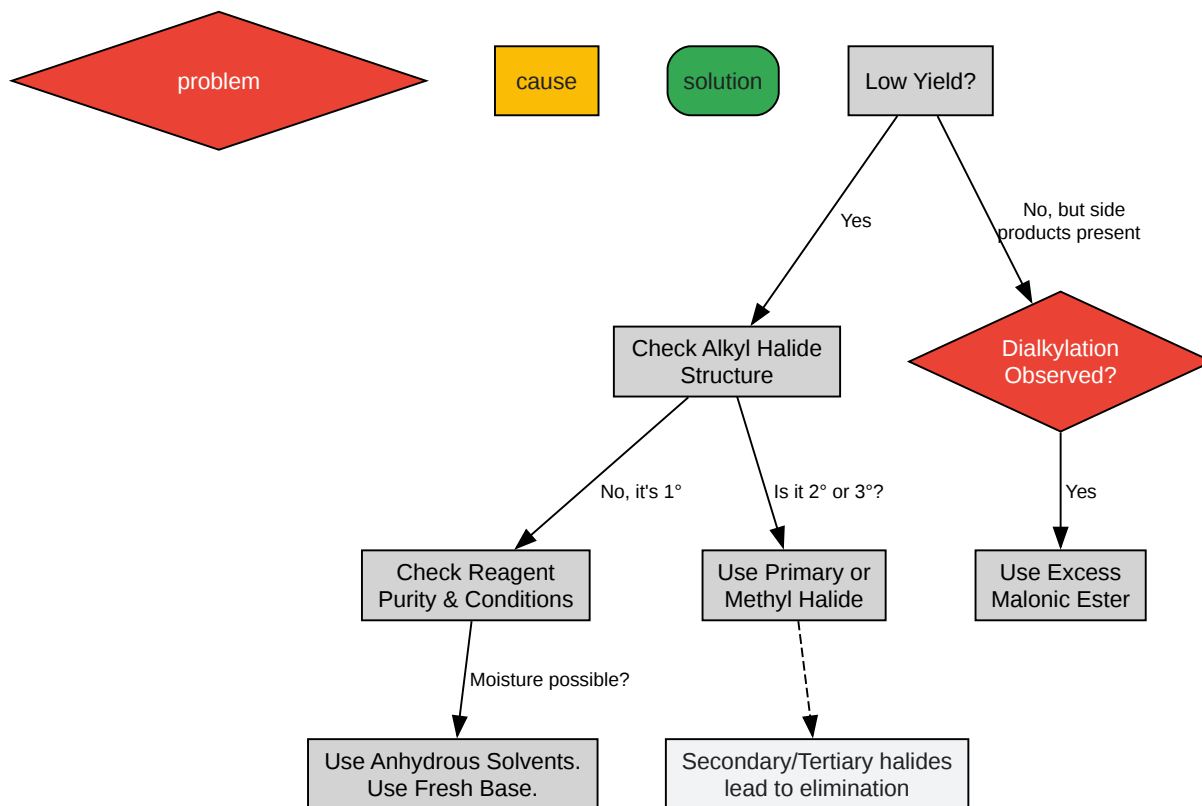 problem
cause
solution
Low Yield?
Yes
No, but side
products present
Check Alkyl Halide
Structure
Dialkylation
Observed?
No, it's 1°
Is it 2° or 3°?
Yes
Check Reagent
Purity & Conditions
Use Primary or
Methyl Halide
Use Excess
Malonic Ester
Moisture possible?
Use Anhydrous Solvents.
Use Fresh Base.
Secondary/Tertiary halides
lead to elimination